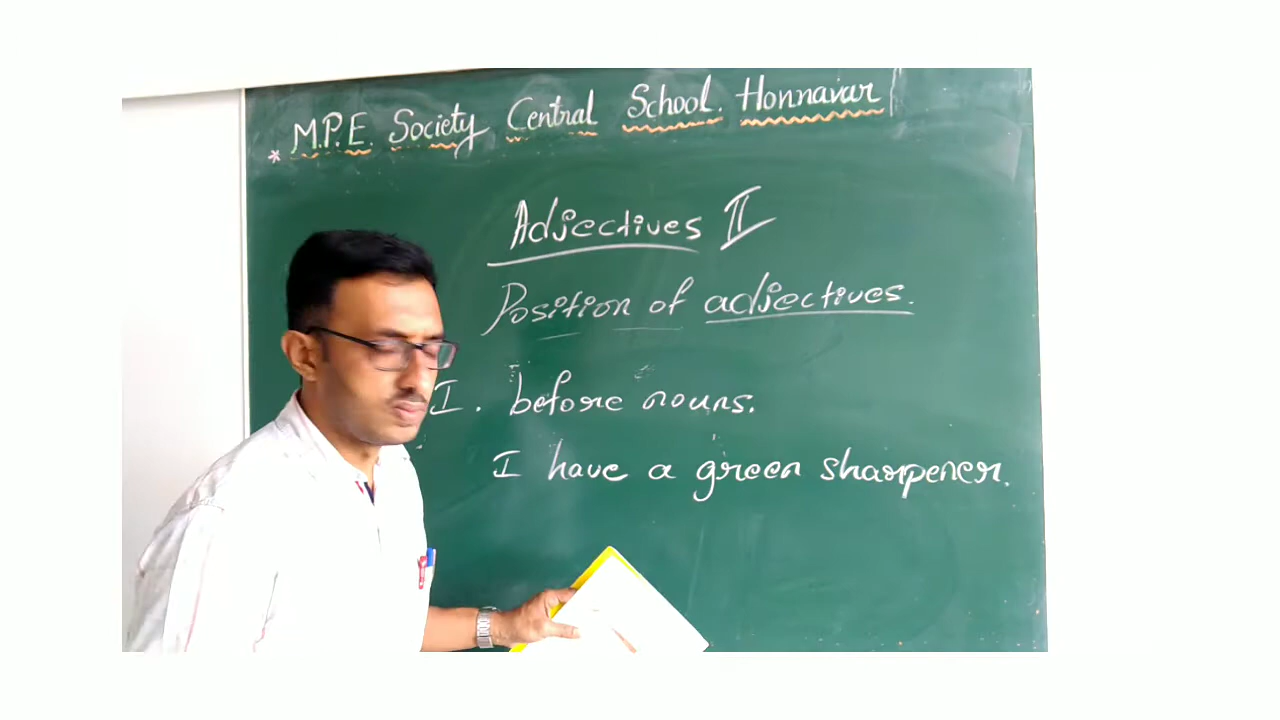 * M.P.E. Society Central School. Honnavar
Adjectives II
Position of adjectives.
I. before nouns.
I have a green sharpener.